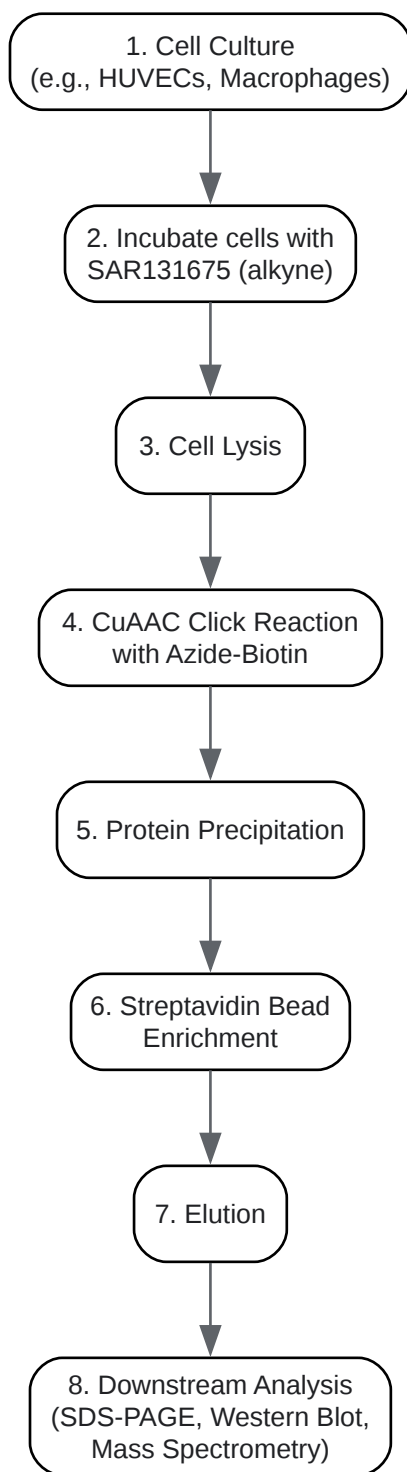 1. Cell Culture
(e.g., HUVECs, Macrophages)
2. Incubate cells with
SAR131675 (alkyne)
3. Cell Lysis
4. CuAAC Click Reaction
with Azide-Biotin
5. Protein Precipitation
6. Streptavidin Bead
Enrichment
7. Elution
8. Downstream Analysis
(SDS-PAGE, Western Blot,
Mass Spectrometry)